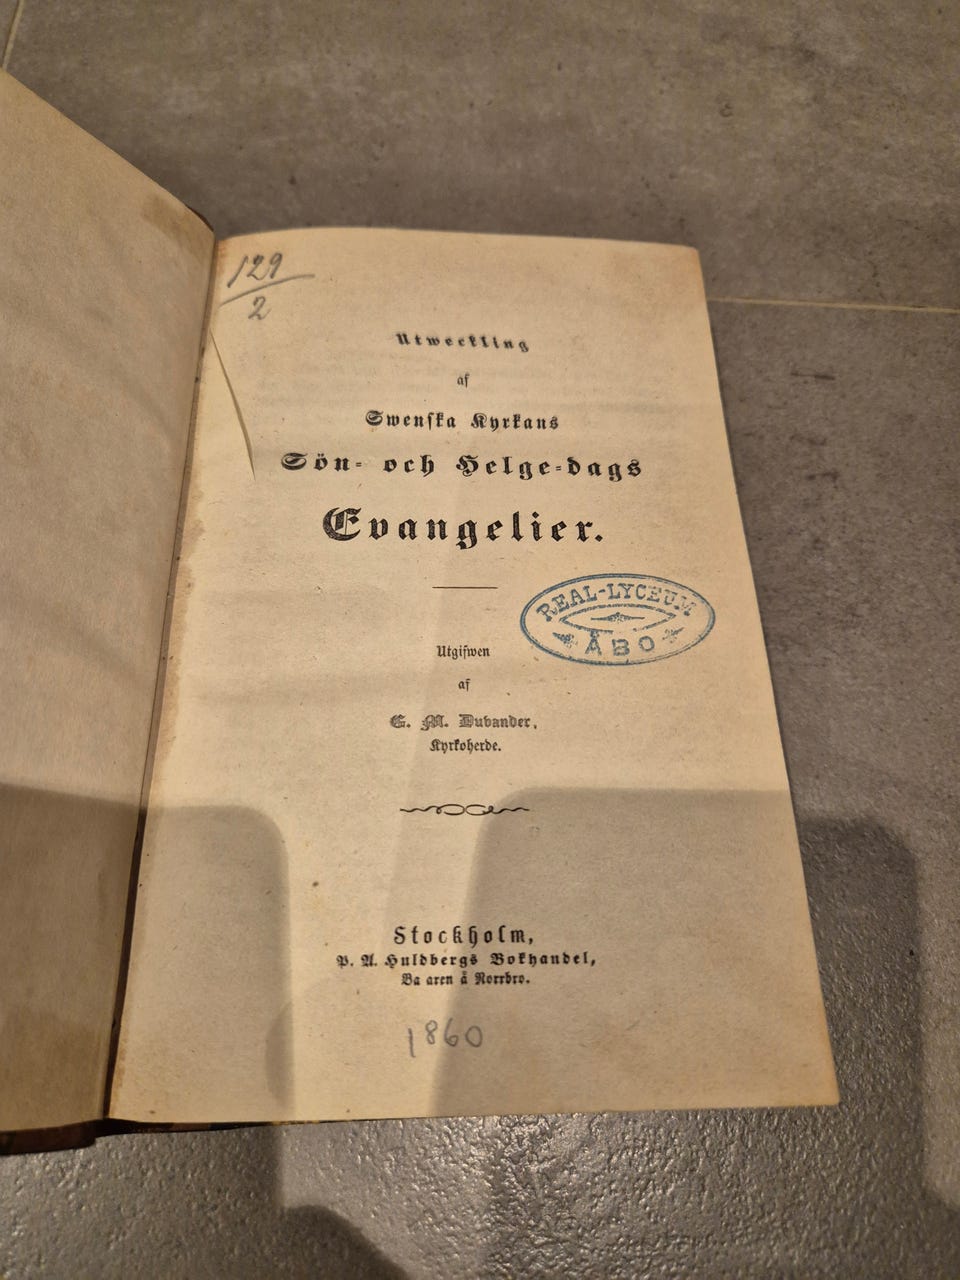 129
2
Utweckling
af
Swenska Kyrkans
Sön- och Helge-dags
Evangelier.
REAL-LYCEUM
ÅBO
Utgifwen
af
G. M. Dubander,
Kyrkoherde.
Stockholm,
P. A. Huldbergs Bokhandel,
Ba aren å Norrbro.
1860